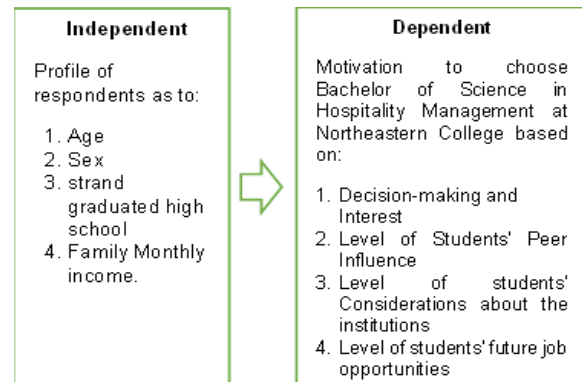 Independent
Profile of
respondents as to:
1. Age
2. Sex
3. strand
graduated high
school
4. Family Monthly
income.
Dependent
Motivation to choose
Bachelor of Science in
Hospitality Management at
Northeastern College based
on:
1. Decision-making and
Interest
2. Level of Students' Peer
Influence
3. Level of students'
Considerations about the
institutions
4. Level of students' future job
opportunities